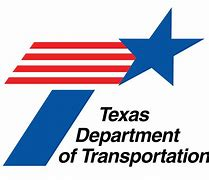 Texas
Department
of Transportation